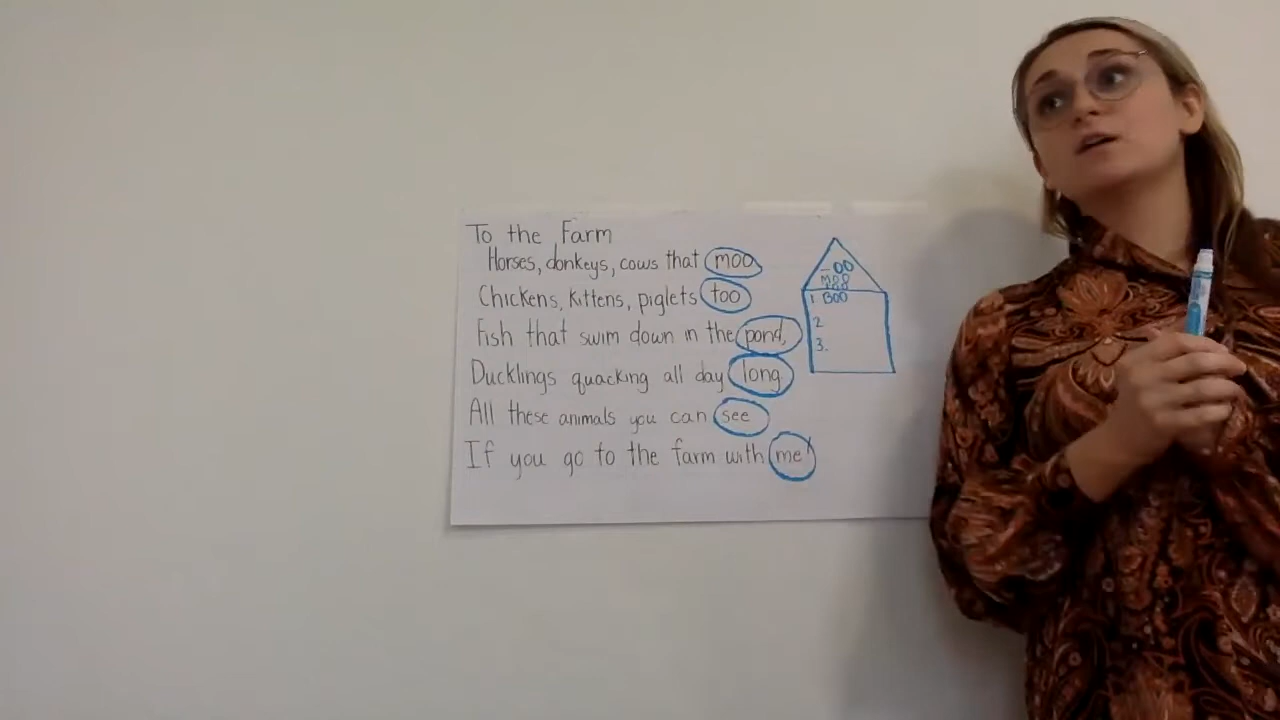 To the Farm
Horses, donkeys, cows that moo
Chickens, kittens, piglets too
Fish that swim down in the pond,
Ducklings quacking all day long
All these animals you can see
If you go to the farm with me
_OO
1 BOO
2
3.